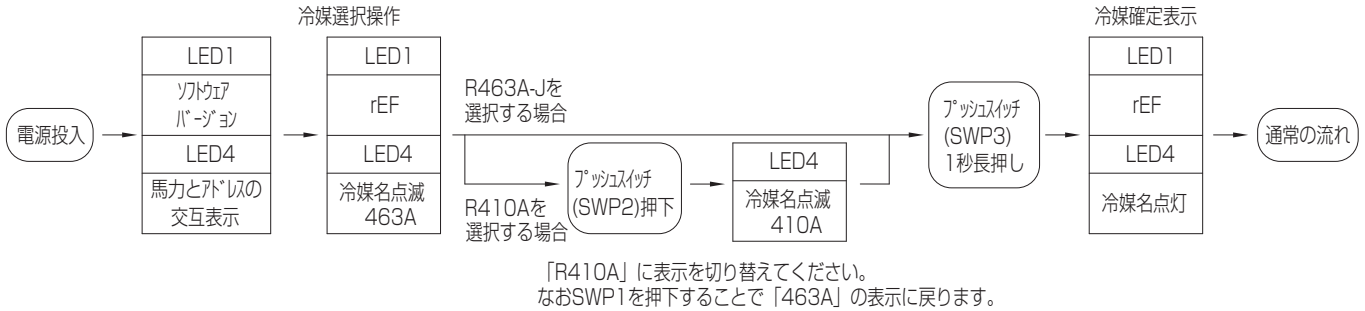 冷媒選択操作
冷媒確定表示
電源投入
LED1
ソフトウェア
バージョン
LED4
馬力とアドレスの
交互表示
LED1
rEF
LED4
冷媒名点滅
463A
R463A-Jを
選択する場合
R410Aを
選択する場合
プッシュスイッチ
(SWP2)押下
LED4
冷媒名点滅
410A
プッシュスイッチ
(SWP3)
1秒長押し
LED1
rEF
LED4
冷媒名点灯
通常の流れ
「R410A」に表示を切り替えてください。
なおSWP1を押下することで「463A」の表示に戻ります。